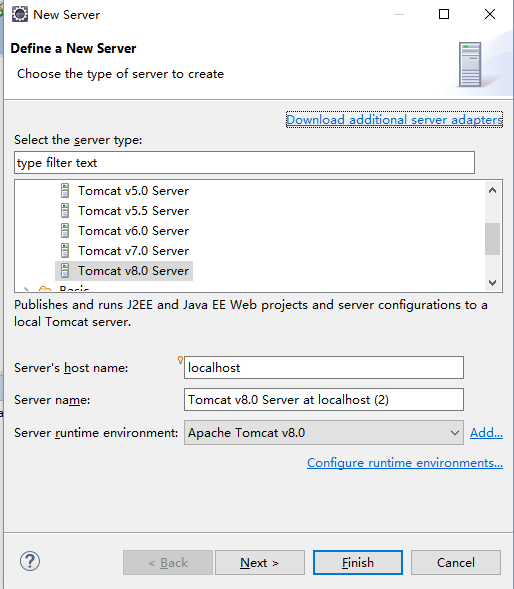 New Server
Define a New Server
Choose the type of server to create
Download additional server adapters
Select the server type:
type filter text
Tomcat v5.0 Server
Tomcat v5.5 Server
Tomcat v6.0 Server
Tomcat v7.0 Server
Tomcat v8.0 Server
Basic
Publishes and runs J2EE and Java EE Web projects and server configurations to a
local Tomcat server.
Server's host name: localhost
Server name: Tomcat v8.0 Server at localhost (2)
Server runtime environment: Apache Tomcat v8.0 Add...
Configure runtime environments...
? < Back Next > Finish Cancel